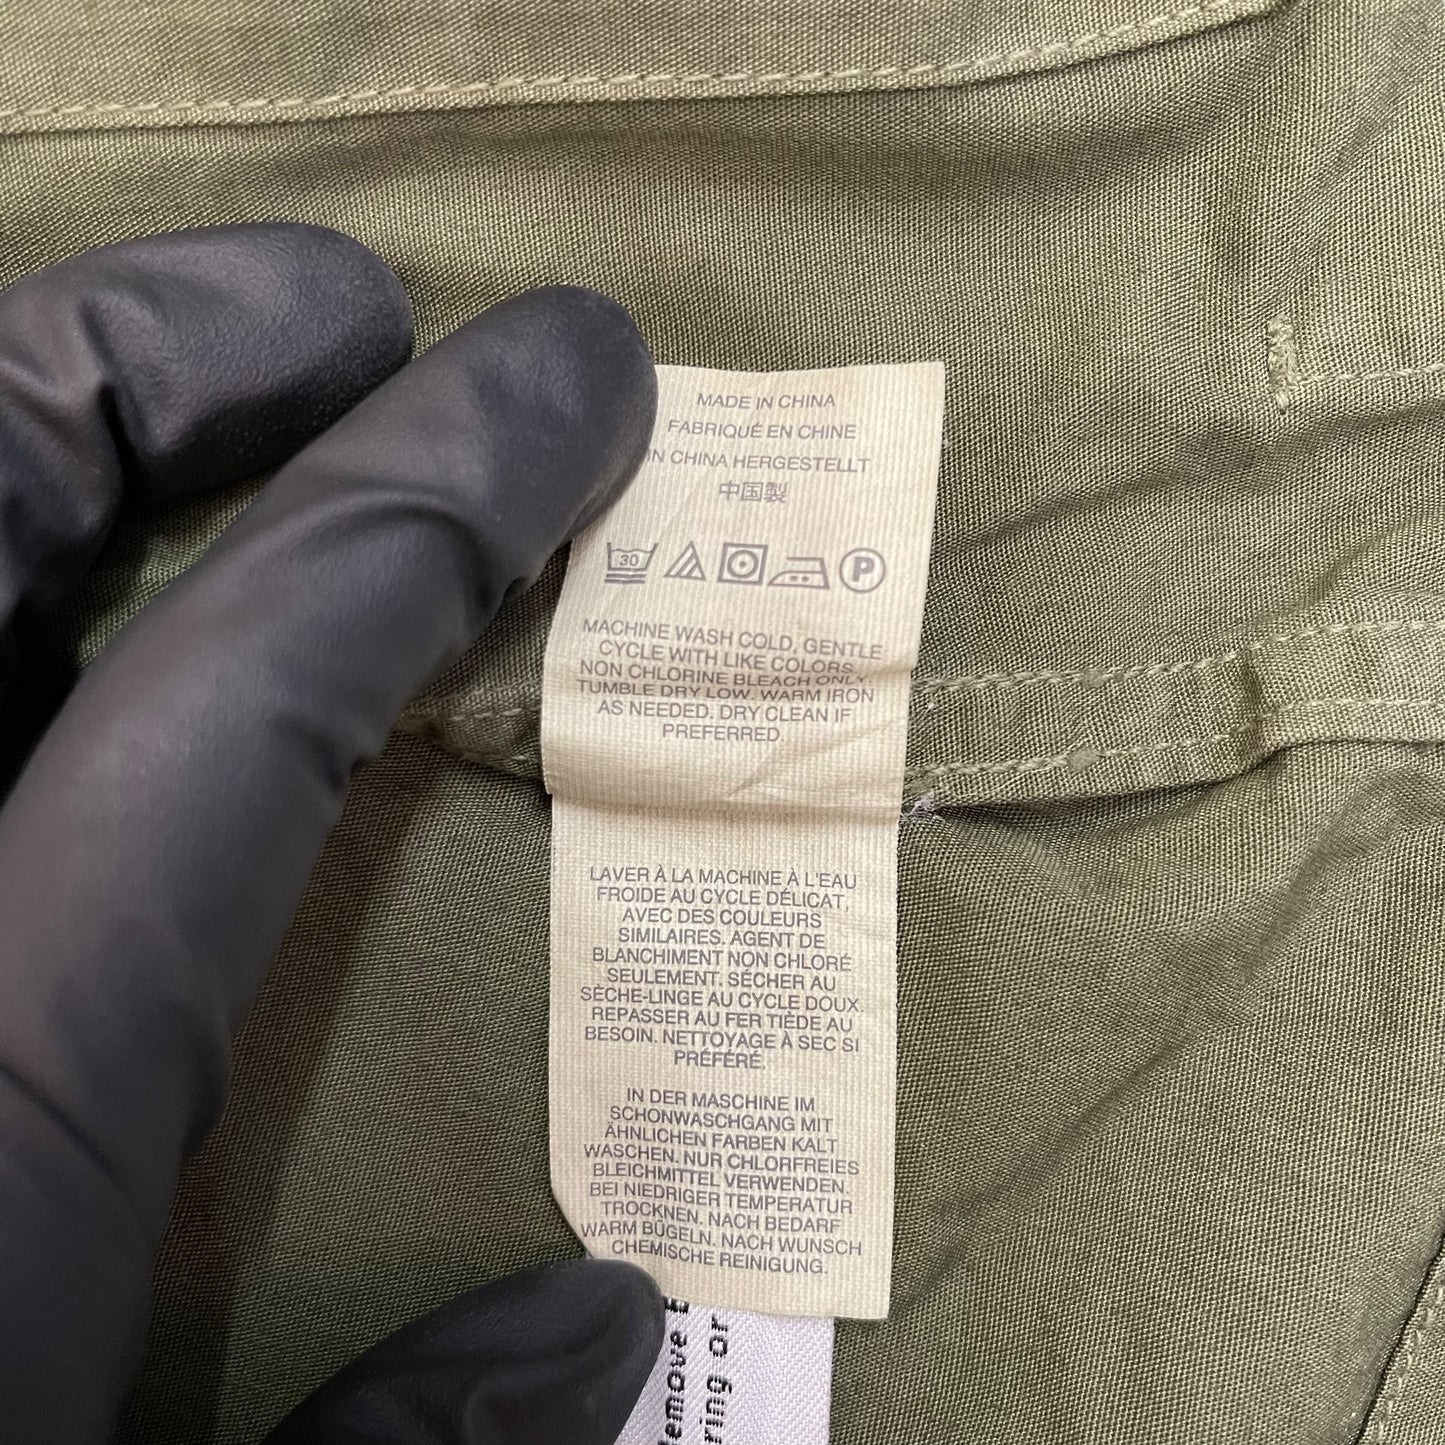 MADE IN CHINA
FABRIQUÉ EN CHINE
IN CHINA HERGESTELLT
中国製
30 P
MACHINE WASH COLD, GENTLE
CYCLE WITH LIKE COLORS.
NON CHLORINE BLEACH ONLY.
TUMBLE DRY LOW. WARM IRON
AS NEEDED. DRY CLEAN IF
PREFERRED.
LAVER À LA MACHINE À L'EAU
FROIDE AU CYCLE DÉLICAT,
AVEC DES COULEURS
SIMILAIRES. AGENT DE
BLANCHIMENT NON CHLORÉ
SEULEMENT. SÉCHER AU
SÈCHE-LINGE AU CYCLE DOUX.
REPASSER AU FER TIÈDE AU
BESOIN. NETTOYAGE À SEC SI
PRÉFÉRÉ.
IN DER MASCHINE IM
SCHONWASCHGANG MIT
ÄHNLICHEN FARBEN KALT
WASCHEN. NUR CHLORFREIES
BLEICHMITTEL VERWENDEN.
BEI NIEDRIGER TEMPERATUR
TROCKNEN. NACH BEDARF
WARM BÜGELN. NACH WUNSCH
CHEMISCHE REINIGUNG.
emove
ring or